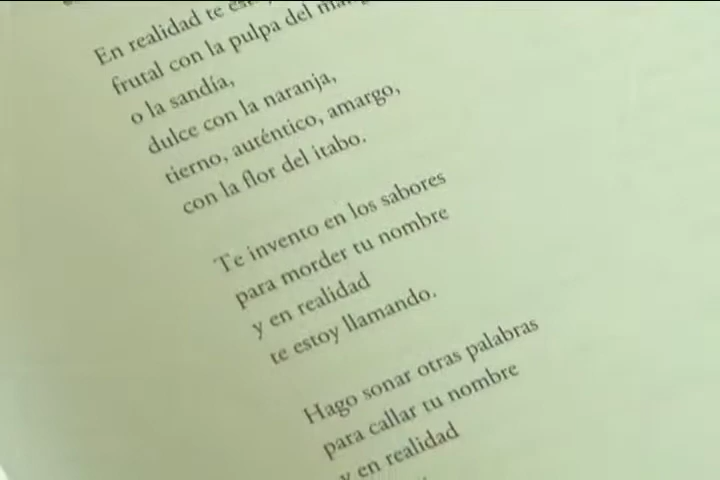 En realidad te
frutal con la pulpa del
o la sandía,
dulce con la naranja,
tierno, auténtico, amargo,
con la flor del itabo.
Te invento en los sabores
para morder tu nombre
y en realidad
te estoy llamando.
Hago sonar otras palabras
para callar tu nombre
y en realidad